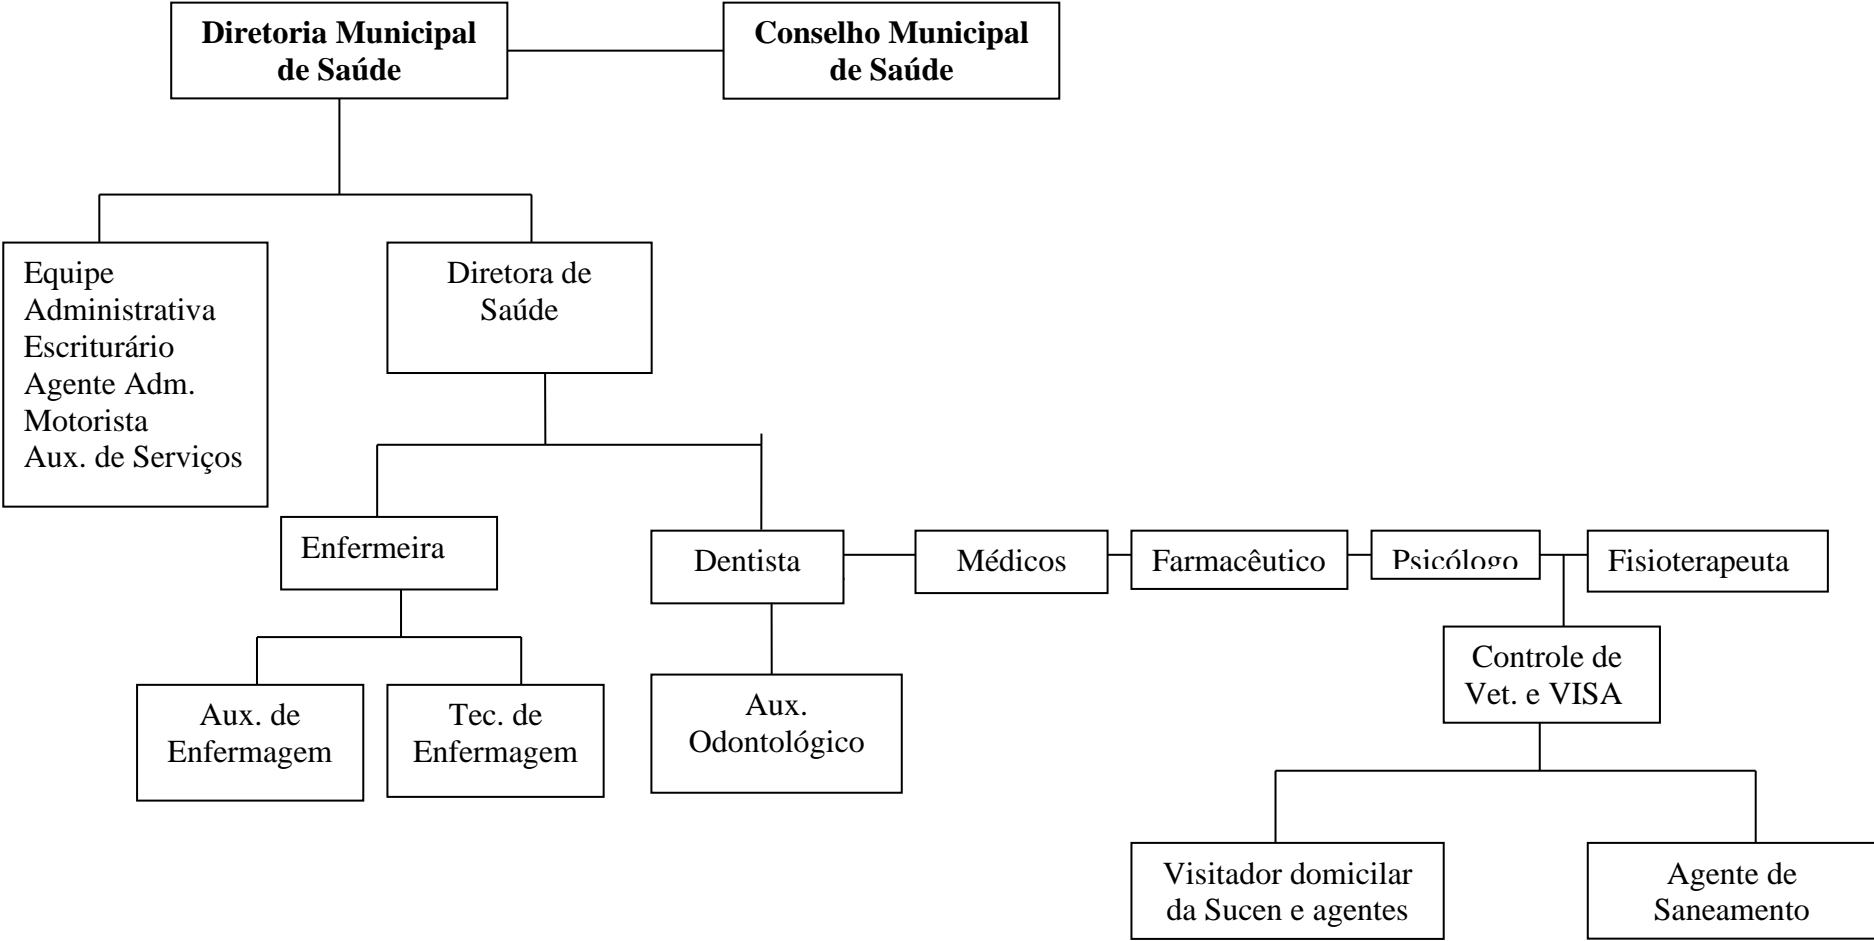 Diretoria Municipal
de Saúde
Conselho Municipal
de Saúde
Equipe
Administrativa
Escriturário
Agente Adm.
Motorista
Aux. de Serviços
Diretora de
Saúde
Enfermeira
Dentista
Médicos
Farmacêutico
Psicólogo
Fisioterapeuta
Aux. de
Enfermagem
Tec. de
Enfermagem
Aux.
Odontológico
Controle de
Vet. e VISA
Visitador domicilar
da Sucen e agentes
Agente de
Saneamento